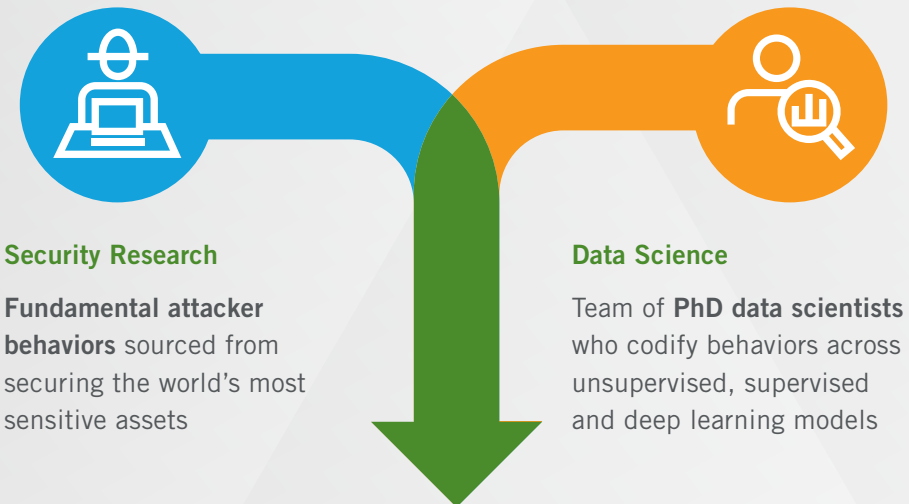 Security Research
Fundamental attacker
behaviors sourced from
securing the world's most
sensitive assets
Data Science
Team of PhD data scientists
who codify behaviors across
unsupervised, supervised
and deep learning models